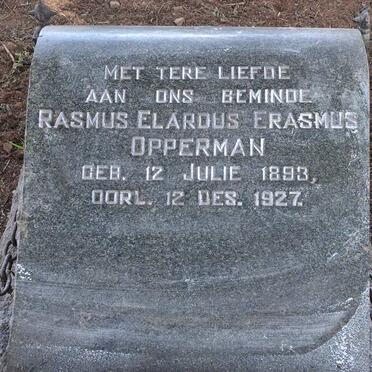 MET TERE LIEFDE
AAN ONS BEMINDE
RASMUS ELARDUS ERASMUS
OPPERMAN
GEB. 12 JULIE 1893,
OORL. 12 DES. 1927.